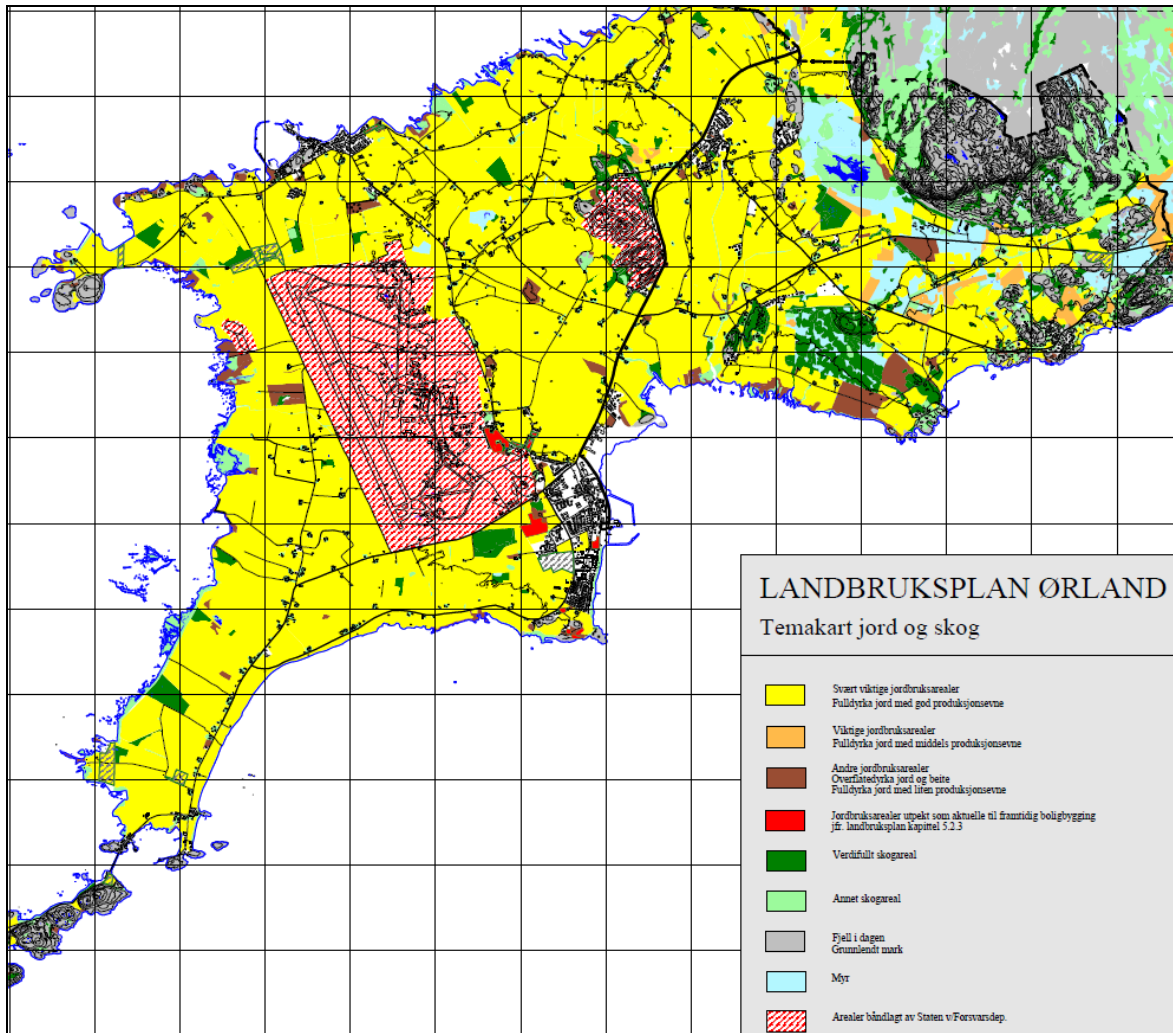 LANDBRUKSPLAN ØRLAND
Temakart jord og skog
Svært viktige jordbruksarealer
Fulldyrka jord med god produksjonsevne
Viktige jordbruksarealer
Fulldyrka jord med middels produksjonsevne
Andre jordbruksarealer
Overflatedyrka jord og beite
Fulldyrka jord med liten produksjonsevne
Jordbruksarealer utpekt som aktuelle til framtidig boligbygging
jfr. landbruksplan kapittel 5.2.3
Verdifullt skogareal
Annet skogareal
Fjell i dagen
Grunnlendt mark
Myr
Arealer båndlagt av Staten v/Forsvarsdep.